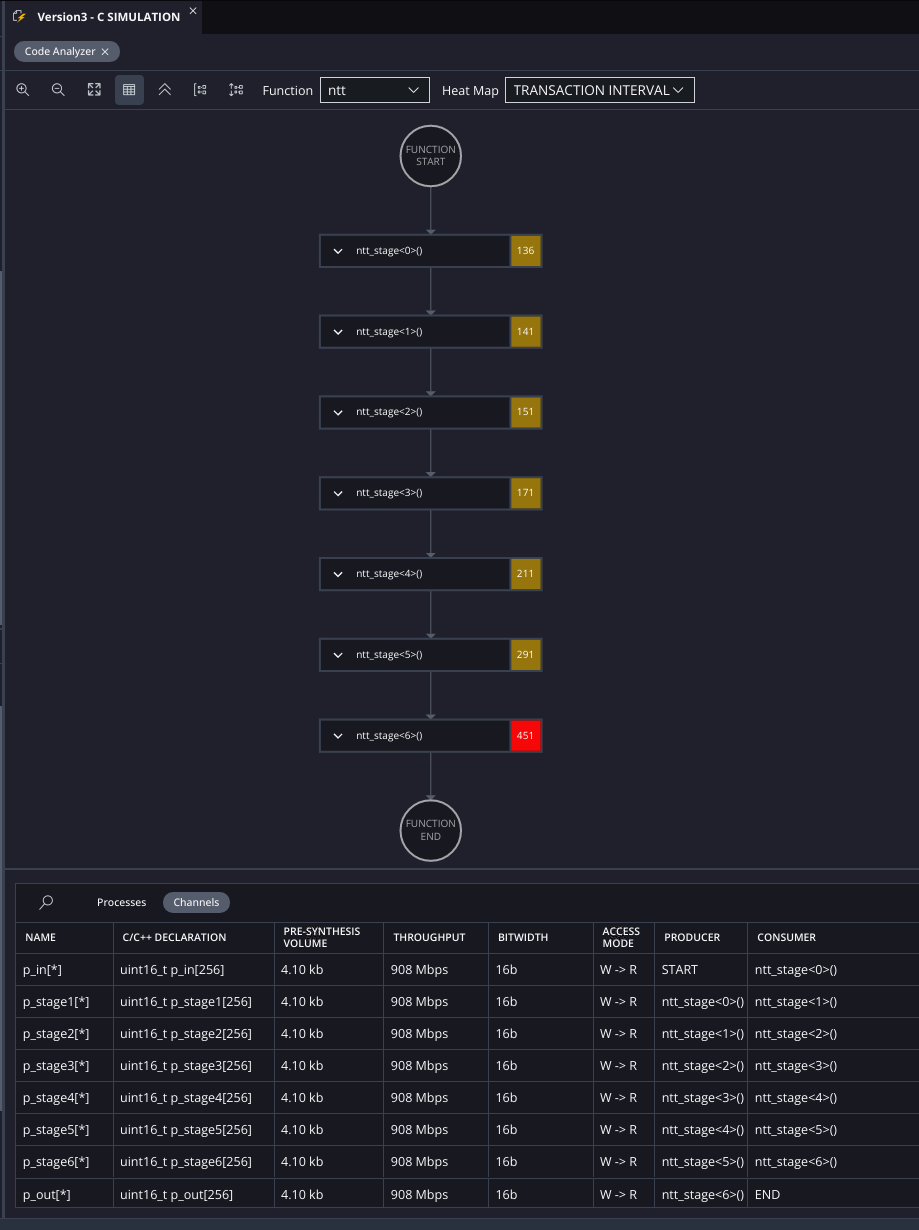 Version3 - C SIMULATION
Code Analyzer
Function ntt Heat Map TRANSACTION INTERVAL
FUNCTION
START
ntt_stage<0>() 136
ntt_stage<1>() 141
ntt_stage<2>() 151
ntt_stage<3>() 171
ntt_stage<4>() 211
ntt_stage<5>() 291
ntt_stage<6>() 451
FUNCTION
END
Processes Channels
NAME C/C++ DECLARATION PRE-SYNTHESIS VOLUME THROUGHPUT BITWIDTH ACCESS MODE PRODUCER CONSUMER
p_in[*] uint16_t p_in[256] 4.10 kb 908 Mbps 16b W -> R START ntt_stage<0>()
p_stage1[*] uint16_t p_stage1[256] 4.10 kb 908 Mbps 16b W -> R ntt_stage<0>() ntt_stage<1>()
p_stage2[*] uint16_t p_stage2[256] 4.10 kb 908 Mbps 16b W -> R ntt_stage<1>() ntt_stage<2>()
p_stage3[*] uint16_t p_stage3[256] 4.10 kb 908 Mbps 16b W -> R ntt_stage<2>() ntt_stage<3>()
p_stage4[*] uint16_t p_stage4[256] 4.10 kb 908 Mbps 16b W -> R ntt_stage<3>() ntt_stage<4>()
p_stage5[*] uint16_t p_stage5[256] 4.10 kb 908 Mbps 16b W -> R ntt_stage<4>() ntt_stage<5>()
p_stage6[*] uint16_t p_stage6[256] 4.10 kb 908 Mbps 16b W -> R ntt_stage<5>() ntt_stage<6>()
p_out[*] uint16_t p_out[256] 4.10 kb 908 Mbps 16b W -> R ntt_stage<6>() END